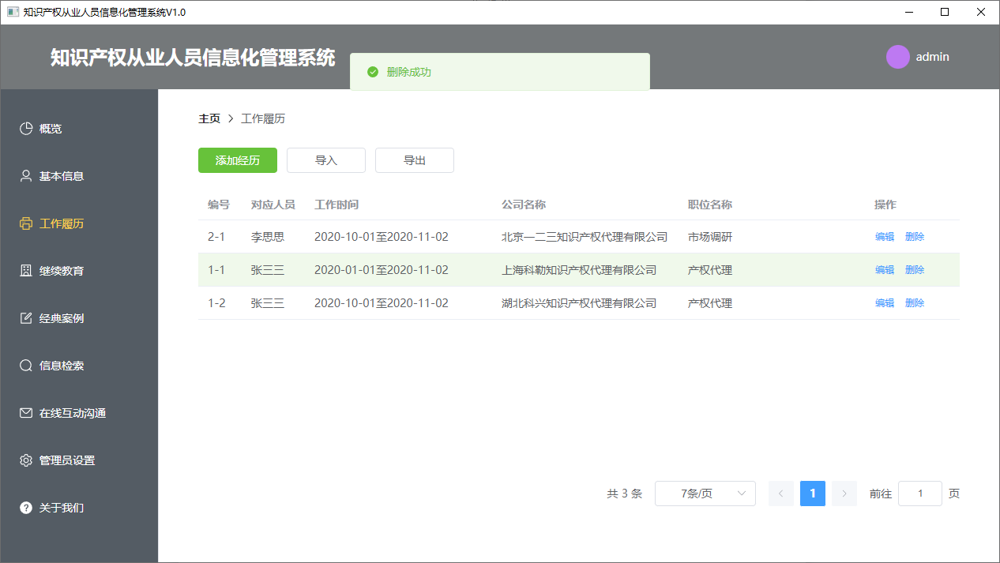 知识产权从业人员信息化管理系统V1.0
知识产权从业人员信息化管理系统
删除成功
admin
概览
基本信息
工作履历
继续教育
经典案例
信息检索
在线互动沟通
管理员设置
关于我们
主页 > 工作履历
添加经历 导入 导出
编号 对应人员 工作时间 公司名称 职位名称 操作
2-1 李思思 2020-10-01至2020-11-02 北京一二三知识产权代理有限公司 市场调研 编辑 删除
1-1 张三三 2020-01-01至2020-11-02 上海科勒知识产权代理有限公司 产权代理 编辑 删除
1-2 张三三 2020-10-01至2020-11-02 湖北科兴知识产权代理有限公司 产权代理 编辑 删除
共 3 条 7条/页 < 1 > 前往 1 页